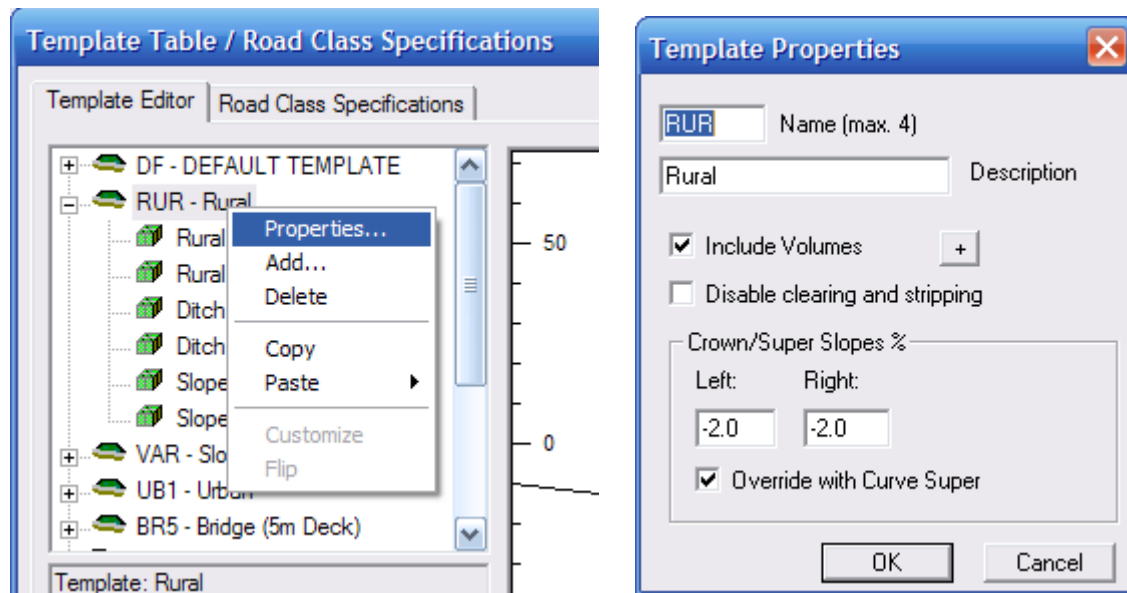 Template Table / Road Class Specifications
Template Editor
Road Class Specifications
DF - DEFAULT TEMPLATE
RUR - Rural
Rural
Rural
Ditch
Ditch
Slope
Slope
VAR - Slo
UB1 - Urban
BR5 - Bridge (5m Deck)
Template: Rural
Properties...
Add...
Delete
Copy
Paste
Customize
Flip
50
0
Template Properties
RUR Name (max. 4)
Rural Description
Include Volumes +
Disable clearing and stripping
Crown/Super Slopes %
Left: Right:
-2.0 -2.0
Override with Curve Super
OK Cancel